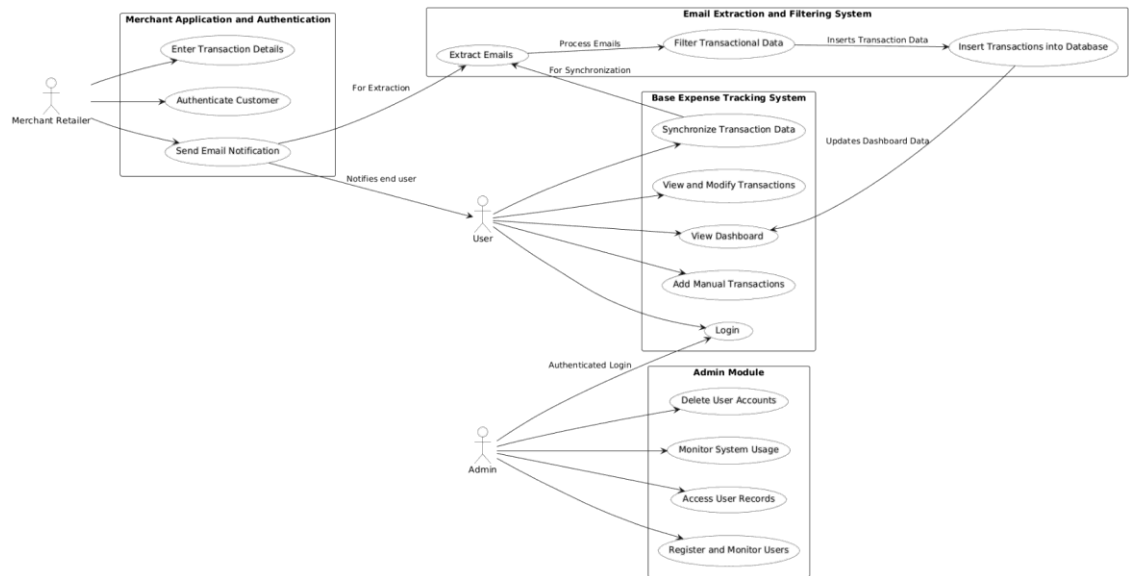 Merchant Application and Authentication
Enter Transaction Details
Authenticate Customer
Send Email Notification
Merchant Retailer
For Extraction
Notifies end user
Email Extraction and Filtering System
Extract Emails
Process Emails
Filter Transactional Data
Inserts Transaction Data
Insert Transactions into Database
For Synchronization
Updates Dashboard Data
Base Expense Tracking System
Synchronize Transaction Data
View and Modify Transactions
View Dashboard
Add Manual Transactions
Login
User
Authenticated Login
Admin
Admin Module
Delete User Accounts
Monitor System Usage
Access User Records
Register and Monitor Users